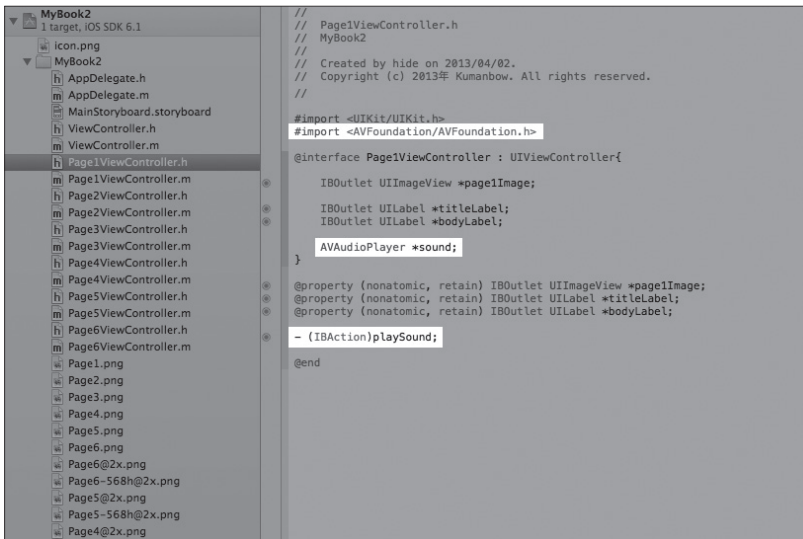 MyBook2
1 target, iOS SDK 6.1
icon.png
MyBook2
h AppDelegate.h
m AppDelegate.m
MainStoryboard.storyboard
h ViewController.h
m ViewController.m
h Page1ViewController.h
m Page1ViewController.m
h Page2ViewController.h
m Page2ViewController.m
h Page3ViewController.h
m Page3ViewController.m
h Page4ViewController.h
m Page4ViewController.m
h Page5ViewController.h
m Page5ViewController.m
h Page6ViewController.h
m Page6ViewController.m
Page1.png
Page2.png
Page3.png
Page4.png
Page5.png
Page6.png
Page6@2x.png
Page6-568h@2x.png
Page5@2x.png
Page5-568h@2x.png
Page4@2x.png
//
//  Page1ViewController.h
//  MyBook2
//
//  Created by hide on 2013/04/02.
//  Copyright (c) 2013年 Kumanbow. All rights reserved.
//
#import <UIKit/UIKit.h>
#import <AVFoundation/AVFoundation.h>
@interface Page1ViewController : UIViewController{
IBOutlet UIImageView *page1Image;
IBOutlet UILabel *titleLabel;
IBOutlet UILabel *bodyLabel;
AVAudioPlayer *sound;
}
@property (nonatomic, retain) IBOutlet UIImageView *page1Image;
@property (nonatomic, retain) IBOutlet UILabel *titleLabel;
@property (nonatomic, retain) IBOutlet UILabel *bodyLabel;
- (IBAction)playSound;
@end